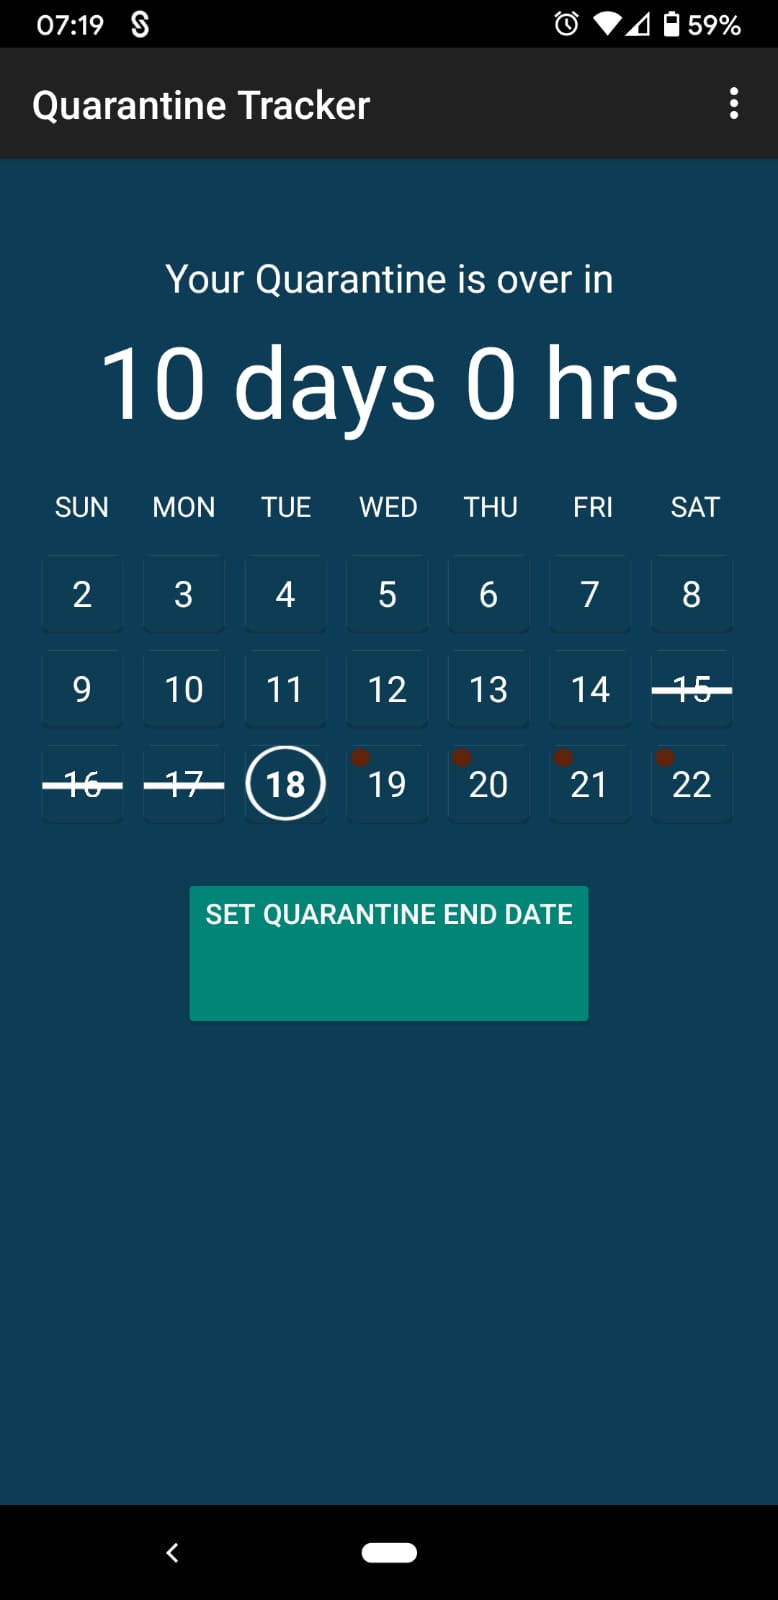 07:19 59%
Quarantine Tracker
Your Quarantine is over in
10 days 0 hrs
SUN MON TUE WED THU FRI SAT
2 3 4 5 6 7 8
9 10 11 12 13 14 15
16 17 18 19 20 21 22
SET QUARANTINE END DATE